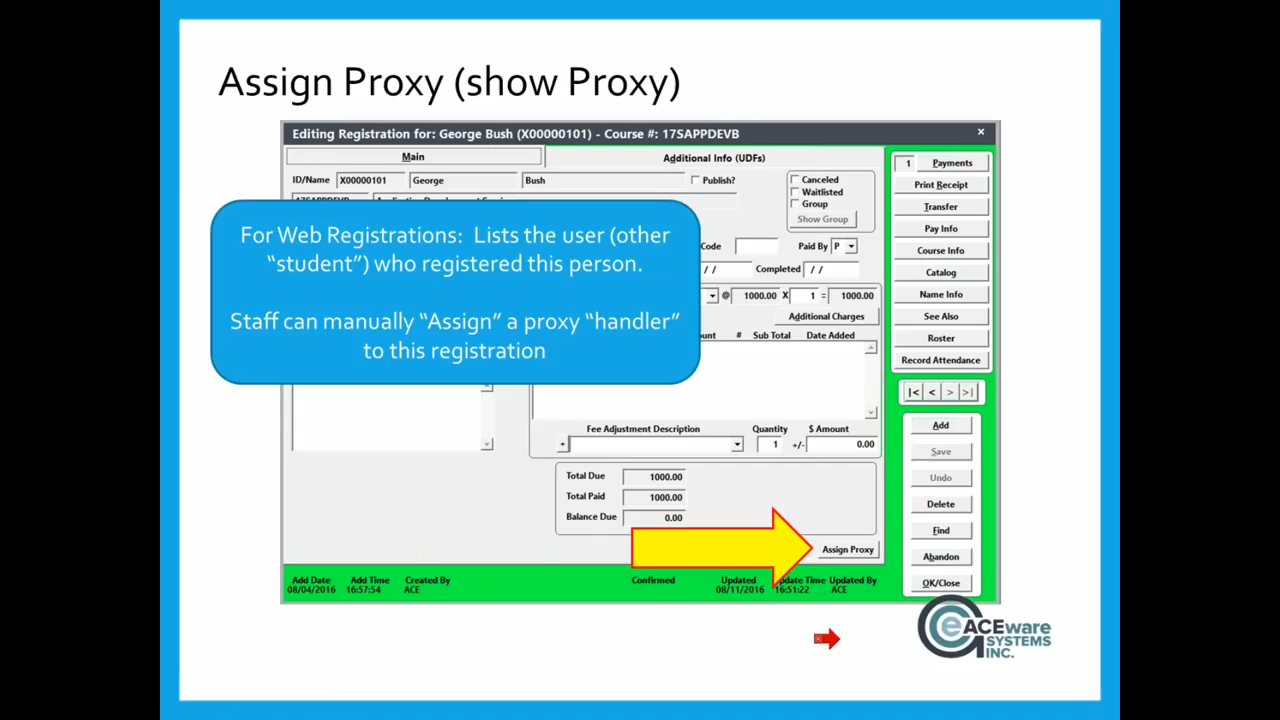 Assign Proxy (show Proxy)
Editing Registration for: George Bush (X00000101) - Course #: 17SAPPDEVB ×
Main
Additional Info (UDFs)
ID/Name X00000101 George Bush Publish?
Canceled
Waitlisted
Group
Show Group
For Web Registrations: Lists the user (other
“student”) who registered this person.
Staff can manually “Assign” a proxy “handler”
to this registration
Code Paid By P
/ / Completed / /
@ 1000.00 X 1 = 1000.00
Additional Charges
# Sub Total Date Added
Fee Adjustment Description Quantity $ Amount
+ 1 +/- 0.00
Total Due 1000.00
Total Paid 1000.00
Balance Due 0.00
Assign Proxy
Add Date Add Time Created By Confirmed Updated Update Time Updated By
08/04/2016 16:57:54 ACE 08/11/2016 16:51:22 ACE
1 Payments
Print Receipt
Transfer
Pay Info
Course Info
Catalog
Name Info
See Also
Roster
Record Attendance
|< < > >|
Add
Save
Undo
Delete
Find
Abandon
OK/Close
ACEware
SYSTEMS
INC.